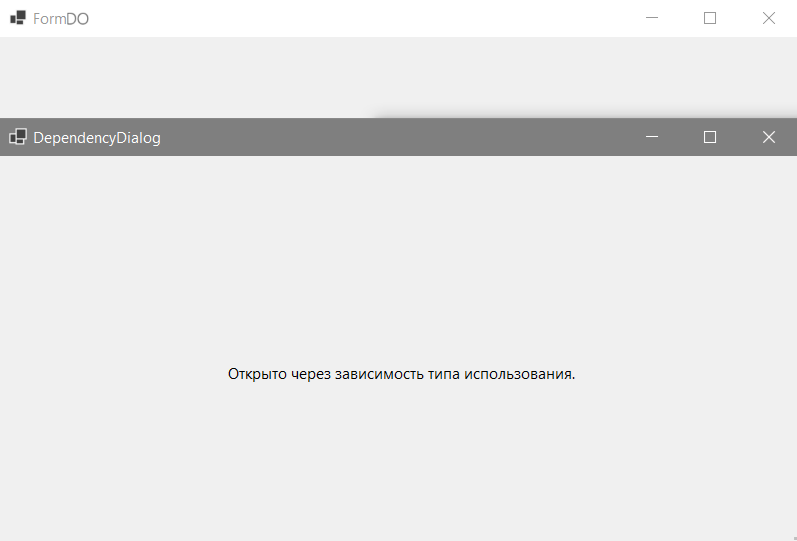 FormDO
DependencyDialog
Открыто через зависимость типа использования.